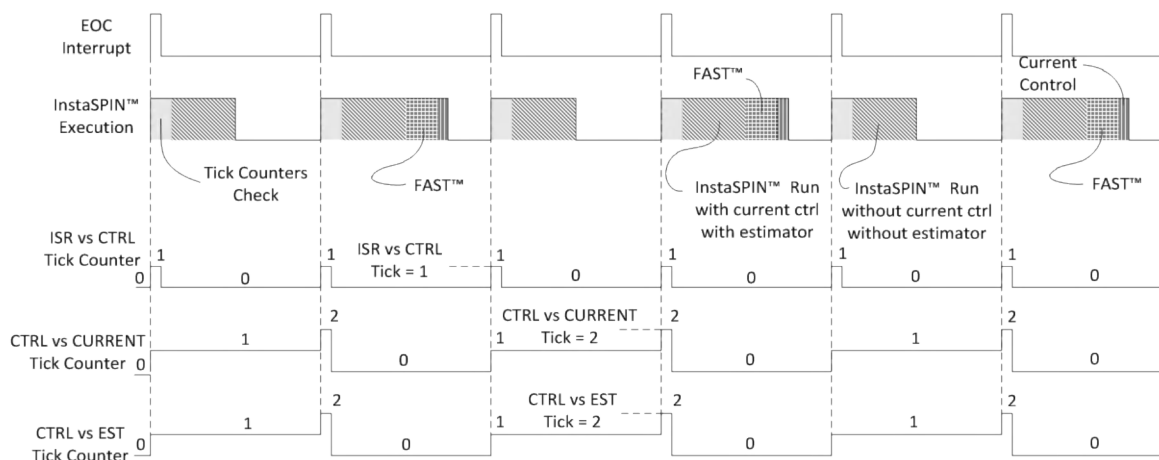 EOC
Interrupt
InstaSPIN™
Execution
FAST™
Current
Control
Tick Counters
Check
FAST™
InstaSPIN™ Run
with current ctrl
with estimator
InstaSPIN™ Run
without current ctrl
without estimator
FAST™
ISR vs CTRL
Tick Counter
0
1
0
1
ISR vs CTRL
Tick = 1
1
0
1
0
1
0
1
0
CTRL vs CURRENT
Tick Counter
0
1
2
0
CTRL vs CURRENT
Tick = 2
1
2
0
1
2
0
CTRL vs EST
Tick Counter
0
1
2
0
CTRL vs EST
Tick = 2
1
2
0
1
2
0